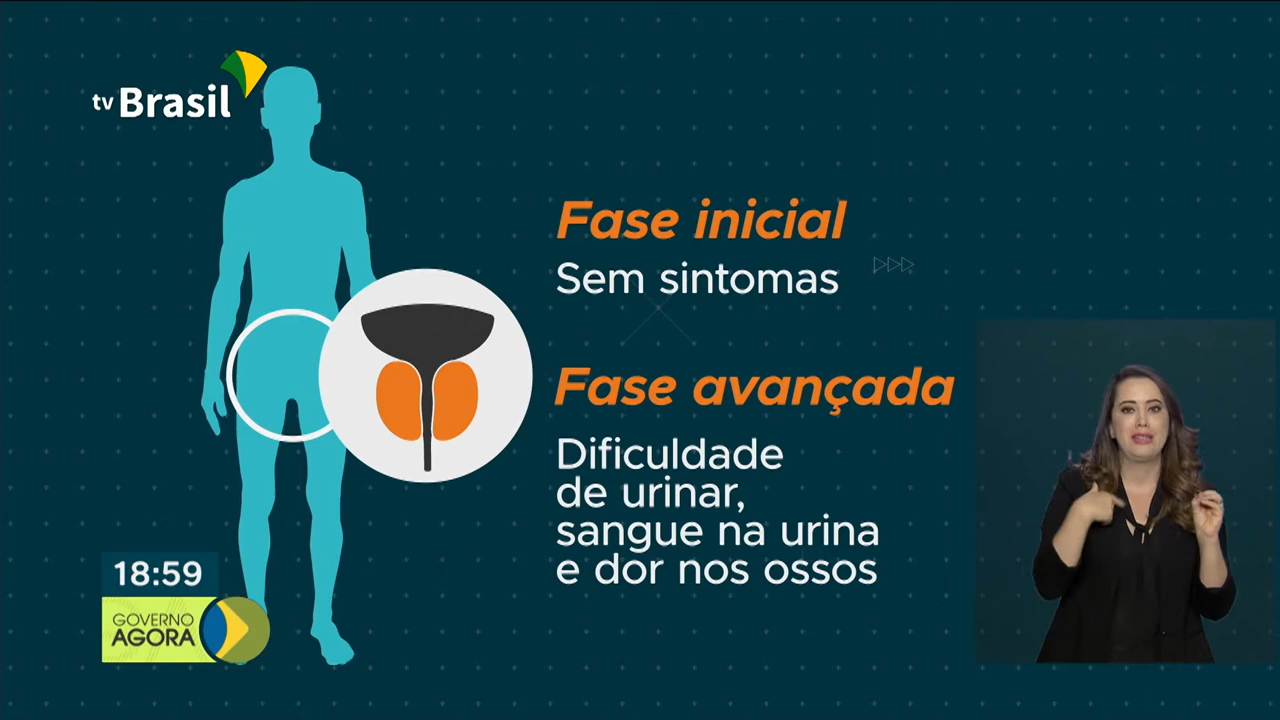 tv Brasil
Fase inicial
Sem sintomas
Fase avançada
Dificuldade
de urinar,
sangue na urina
e dor nos ossos
18:59
GOVERNO
AGORA